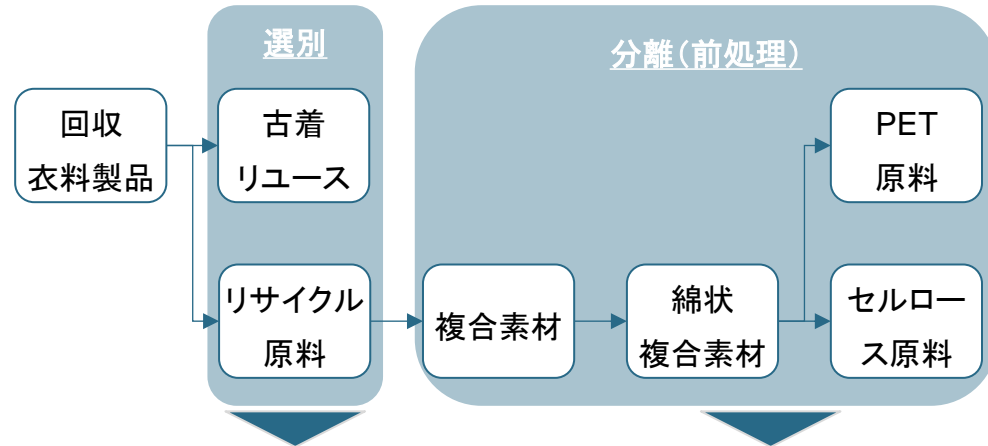 選別
分離(前処理)
回収
衣料製品
古着
リユース
PET
原料
リサイクル
原料
複合素材
綿状
複合素材
セルロー
ス原料